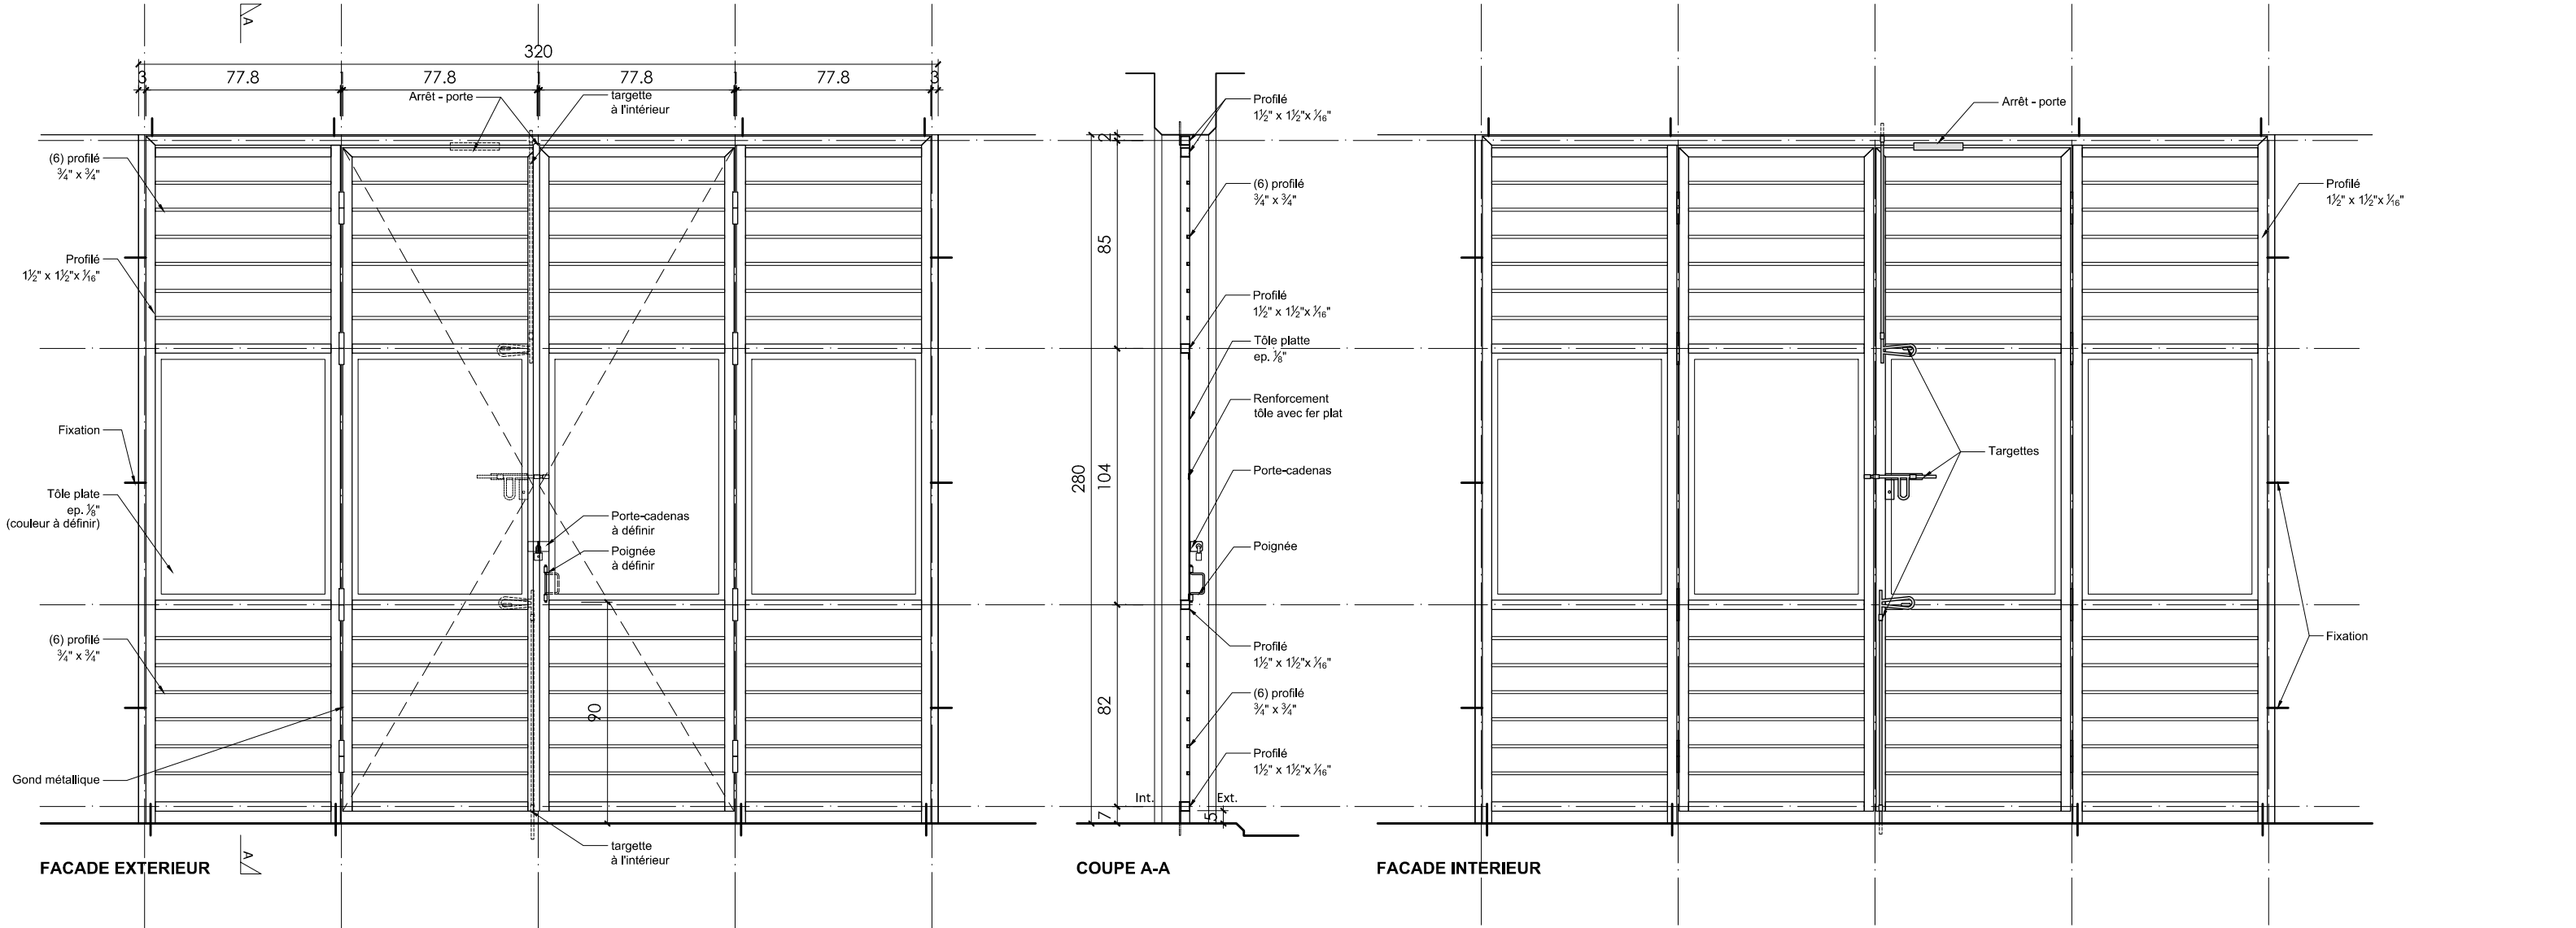 A
320
3
77.8
1
77.8
1
77.8
1
77.8
3
Arrêt - porte
targette
à l'intérieur
(6) profilé
¾" x ¾"
Profilé
1½" x 1½"x ⅟₁₆"
Fixation
Tôle plate
ep. ⅛"
(couleur à définir)
Porte-cadenas
à définir
Poignée
à définir
(6) profilé
¾" x ¾"
90
Gond métallique
targette
à l'intérieur
A
FACADE EXTERIEUR
Profilé
1½" x 1½"x ⅟₁₆"
2
(6) profilé
¾" x ¾"
85
Profilé
1½" x 1½"x ⅟₁₆"
Tôle platte
ep. ⅛"
Renforcement
tôle avec fer plat
280
104
Porte-cadenas
Poignée
Profilé
1½" x 1½"x ⅟₁₆"
(6) profilé
¾" x ¾"
82
Profilé
1½" x 1½"x ⅟₁₆"
Int.
Ext.
7
5
COUPE A-A
Arrêt - porte
Profilé
1½" x 1½"x ⅟₁₆"
Targettes
Fixation
FACADE INTERIEUR